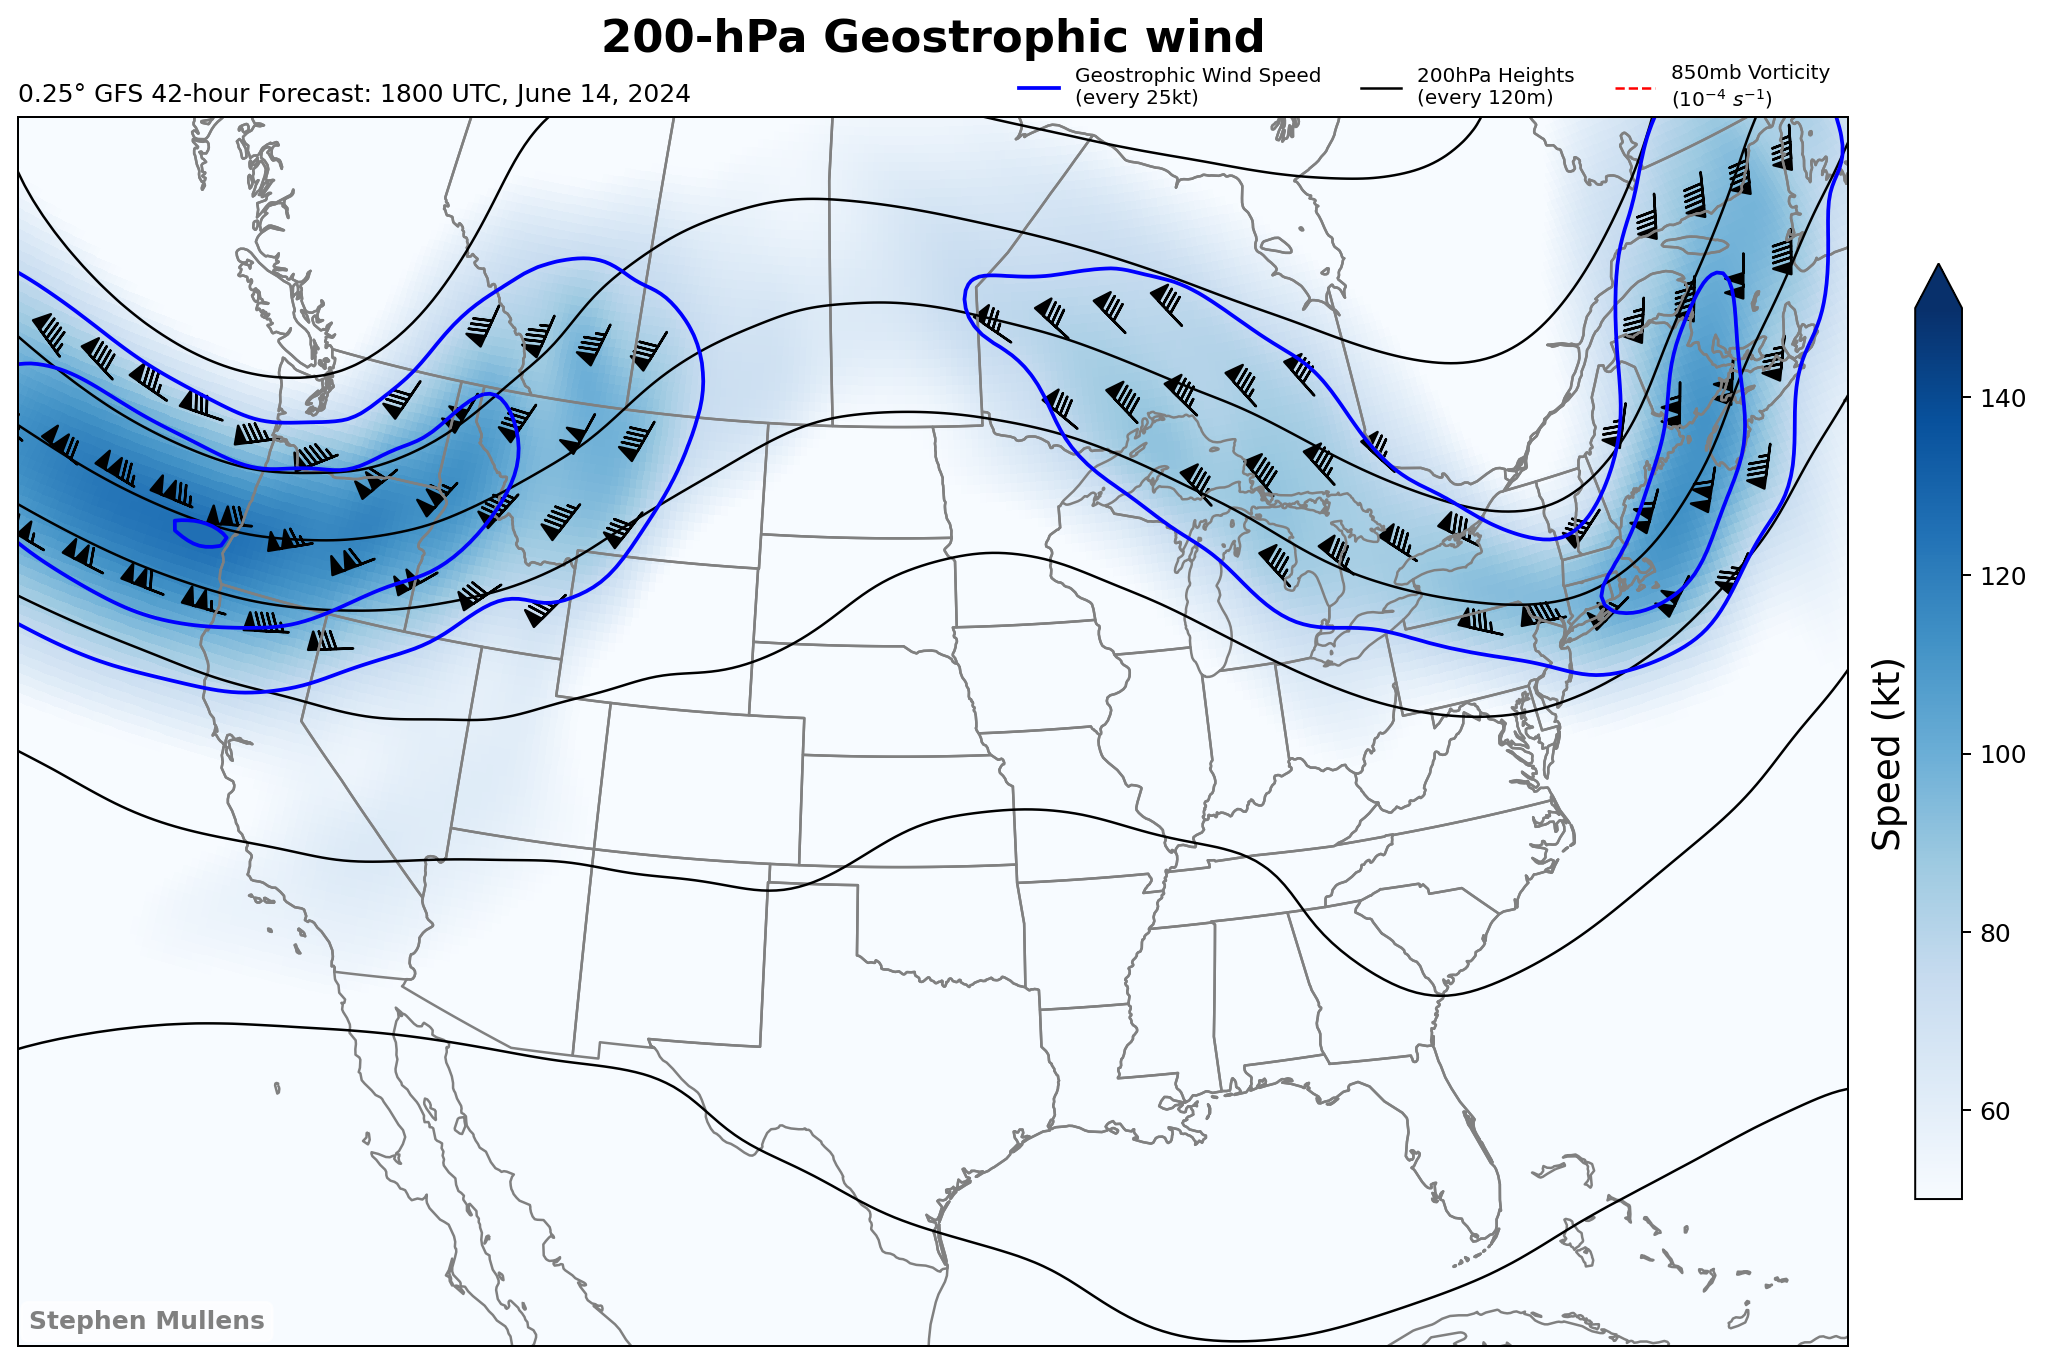 200-hPa Geostrophic wind
0.25° GFS 42-hour Forecast: 1800 UTC, June 14, 2024
Geostrophic Wind Speed
(every 25kt)
200hPa Heights
(every 120m)
850mb Vorticity
(10⁻⁴ s⁻¹)
140
120
100
80
60
Speed (kt)
Stephen Mullens